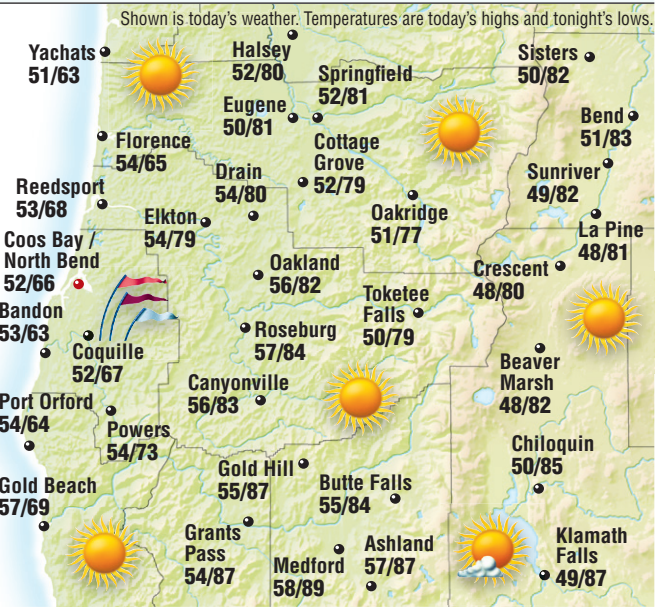 Shown is today's weather. Temperatures are today's highs and tonight's lows.
Yachats
51/63
Halsey
52/80
Springfield
52/81
Sisters
50/82
Eugene
50/81
Bend
51/83
Florence
54/65
Cottage
Grove
52/79
Drain
54/80
Sunriver
49/82
Reedsport
53/68
Elkton
54/79
Oakridge
51/77
La Pine
48/81
Coos Bay /
North Bend
52/66
Oakland
56/82
Crescent
48/80
Toketee
Falls
50/79
Bandon
53/63
Roseburg
57/84
Coquille
52/67
Beaver
Marsh
48/82
Canyonville
56/83
Port Orford
54/64
Powers
54/73
Chiloquin
50/85
Gold Hill
55/87
Butte Falls
55/84
Gold Beach
57/69
Grants
Pass
54/87
Medford
58/89
Ashland
57/87
Klamath
Falls
49/87